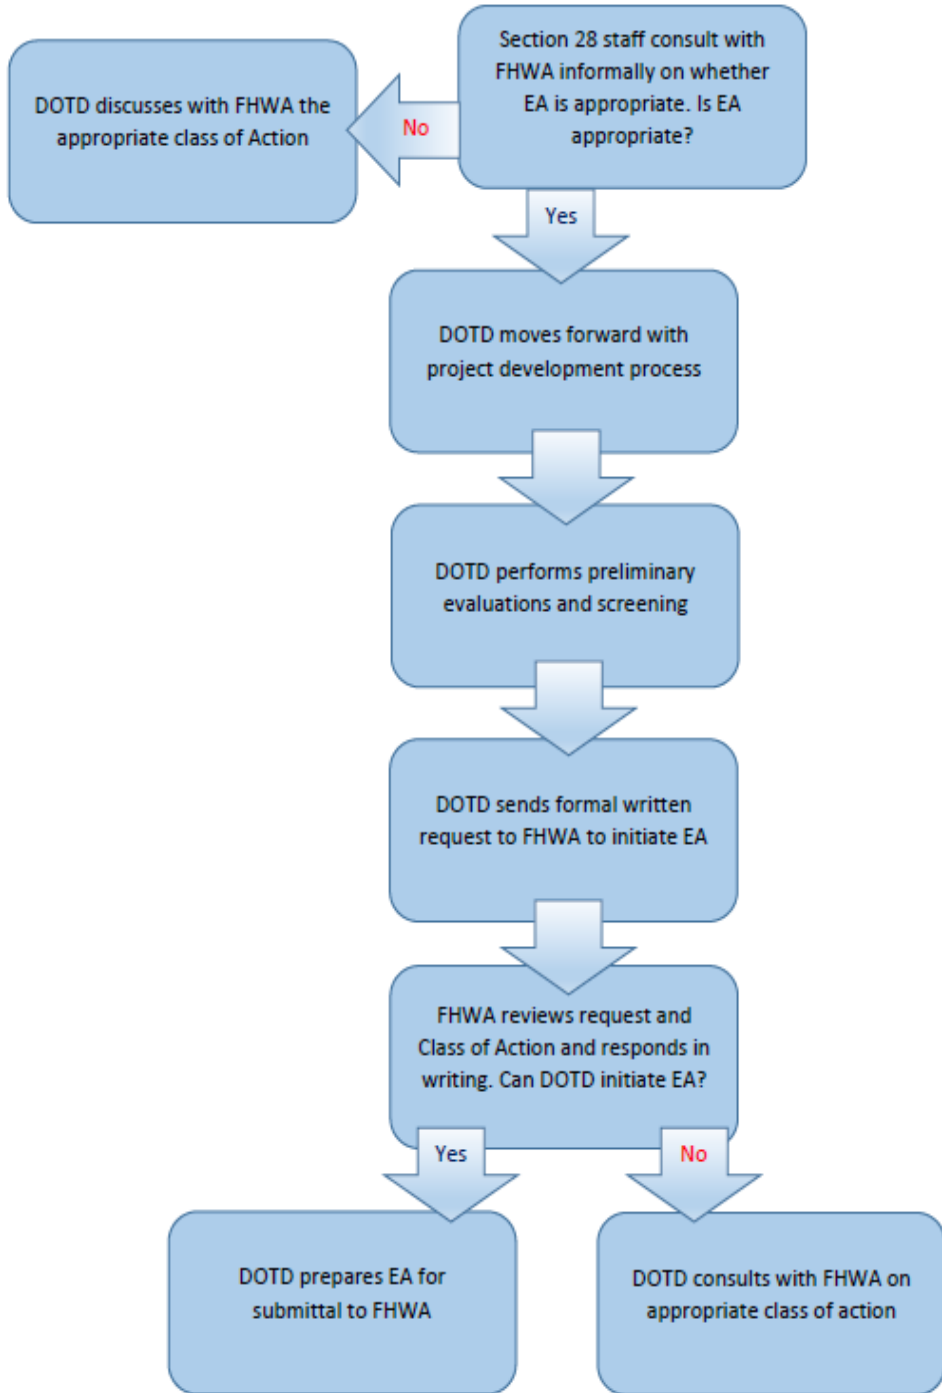 Section 28 staff consult with
FHWA informally on whether
EA is appropriate. Is EA
appropriate?
No
DOTD discusses with FHWA the
appropriate class of Action
Yes
DOTD moves forward with
project development process
DOTD performs preliminary
evaluations and screening
DOTD sends formal written
request to FHWA to initiate EA
FHWA reviews request and
Class of Action and responds in
writing. Can DOTD initiate EA?
Yes
No
DOTD prepares EA for
submittal to FHWA
DOTD consults with FHWA on
appropriate class of action